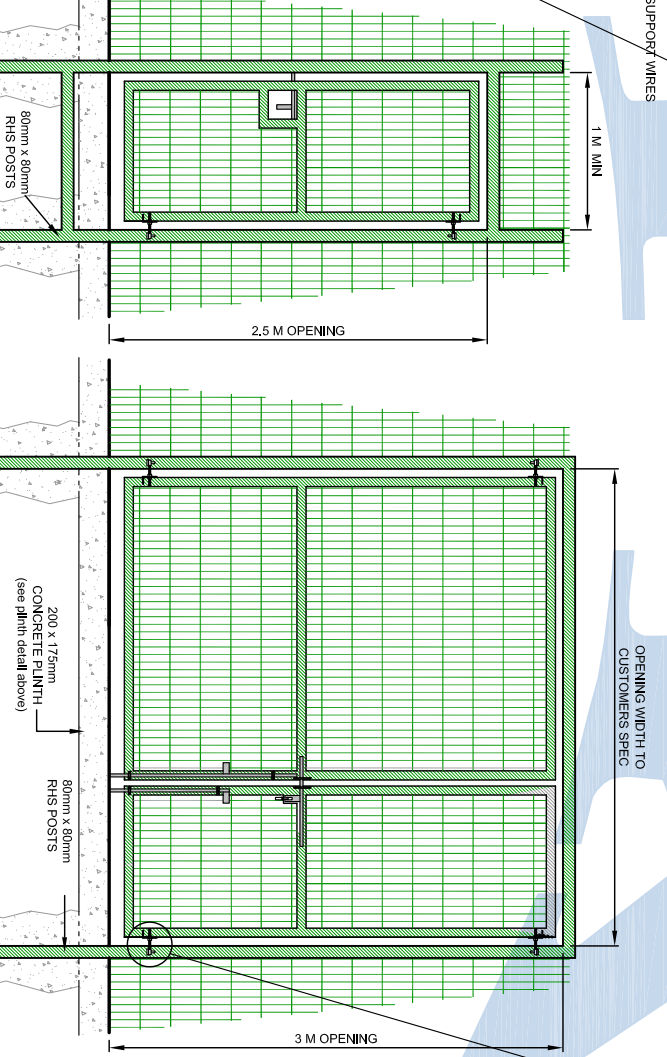 SUPPORT WIRES
1 M MIN
80mm x 80mm
RHS POSTS
2.5 M OPENING
OPENING WIDTH TO
CUSTOMERS SPEC
200 x 175mm
CONCRETE PLINTH
(see plinth detail above)
80mm x 80mm
RHS POSTS
3 M OPENING